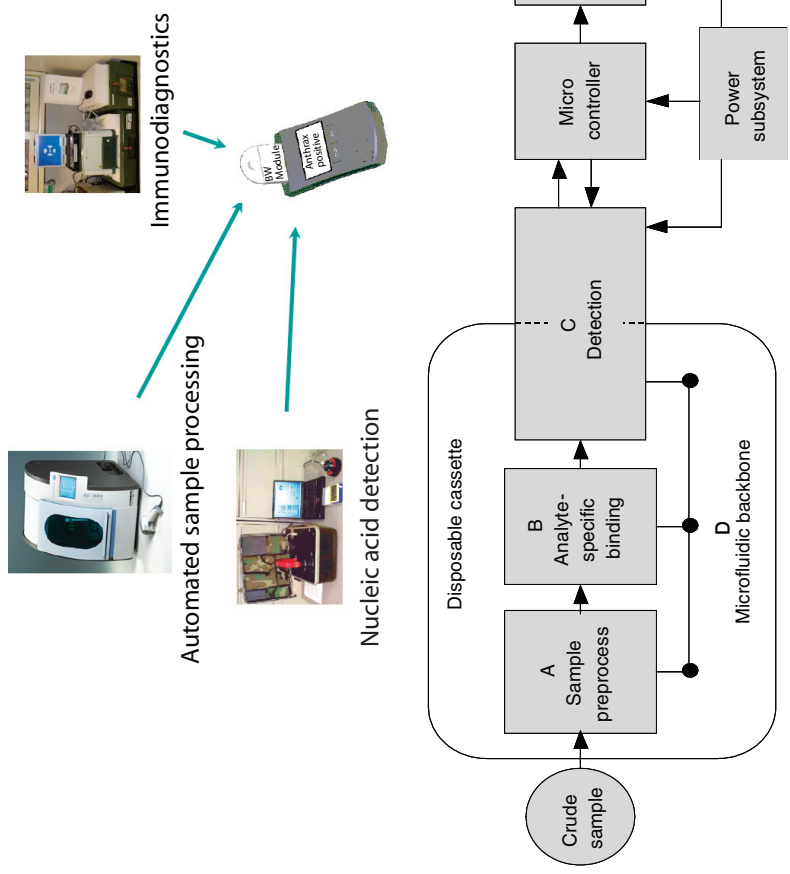 Automated sample processing
Immunodiagnostics
Nucleic acid detection
BW
Module
Anthrax
positive
Disposable cassette
Crude
sample
A
Sample
preprocess
B
Analyte-
specific
binding
C
Detection
Micro
controller
D
Microfluidic backbone
Power
subsystem